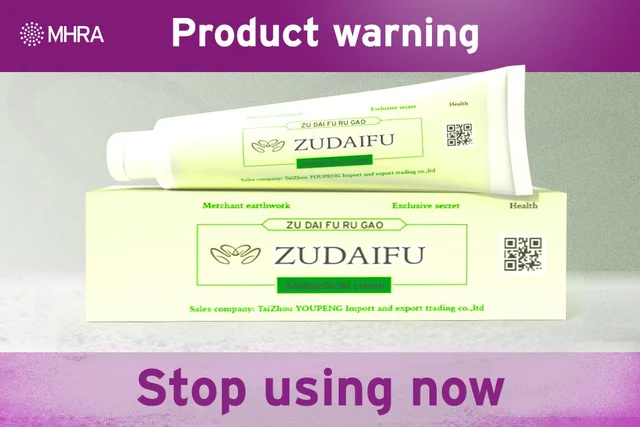 MHRA
Product warning
Exclusive secret
Health
ZU DAI FU RU GAO
ZUDAIFU
Sales company: TaiZhou YOUPENG Import and export trading co.,ltd
Merchant earthwork
Exclusive secret
Health
ZU DAI FU RU GAO
ZUDAIFU
Antibacterial cream
Sales company: TaiZhou YOUPENG Import and export trading co.,ltd
Stop using now